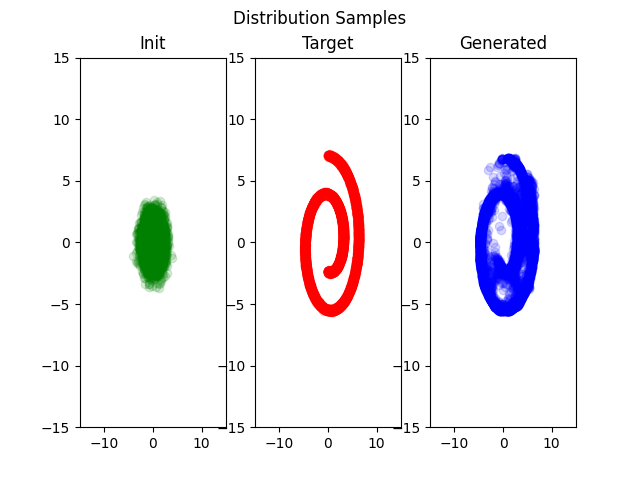 Distribution Samples
Init Target Generated
15 15 15
10 10 10
5 5 5
0 0 0
−5 −5 −5
−10 −10 −10
−15 −15 −15
−10 0 10 −10 0 10 −10 0 10